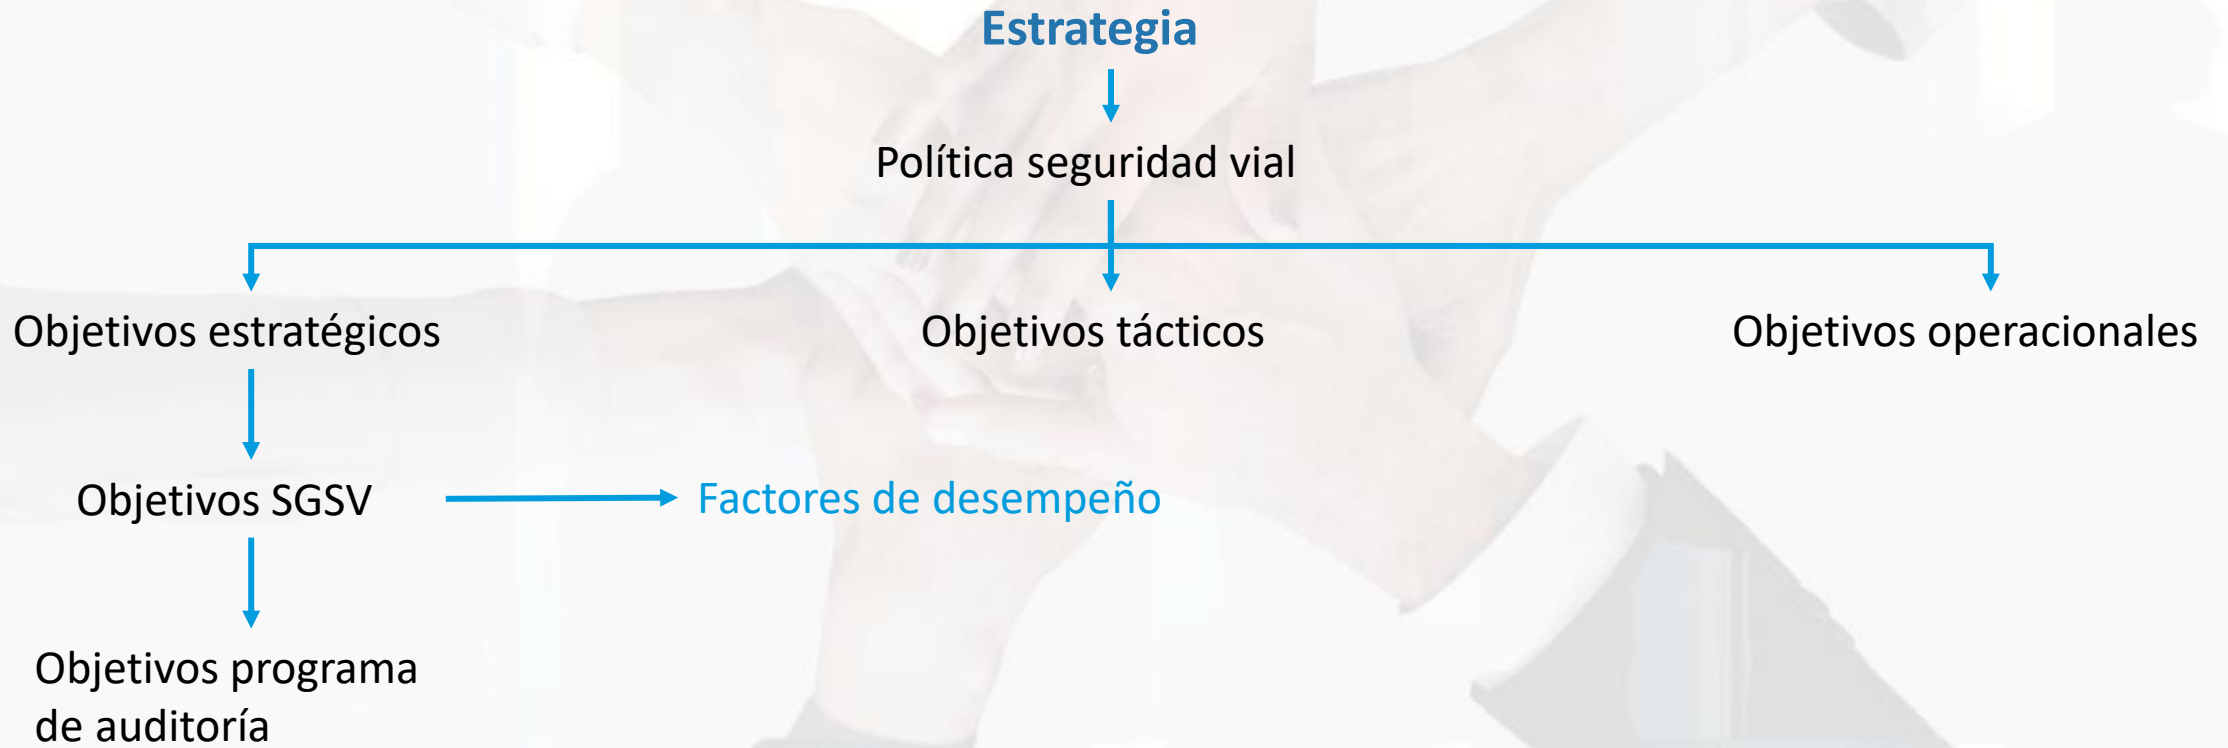 Estrategia
Política seguridad vial
Objetivos estratégicos
Objetivos tácticos
Objetivos operacionales
Objetivos SGSV
Factores de desempeño
Objetivos programa
de auditoría